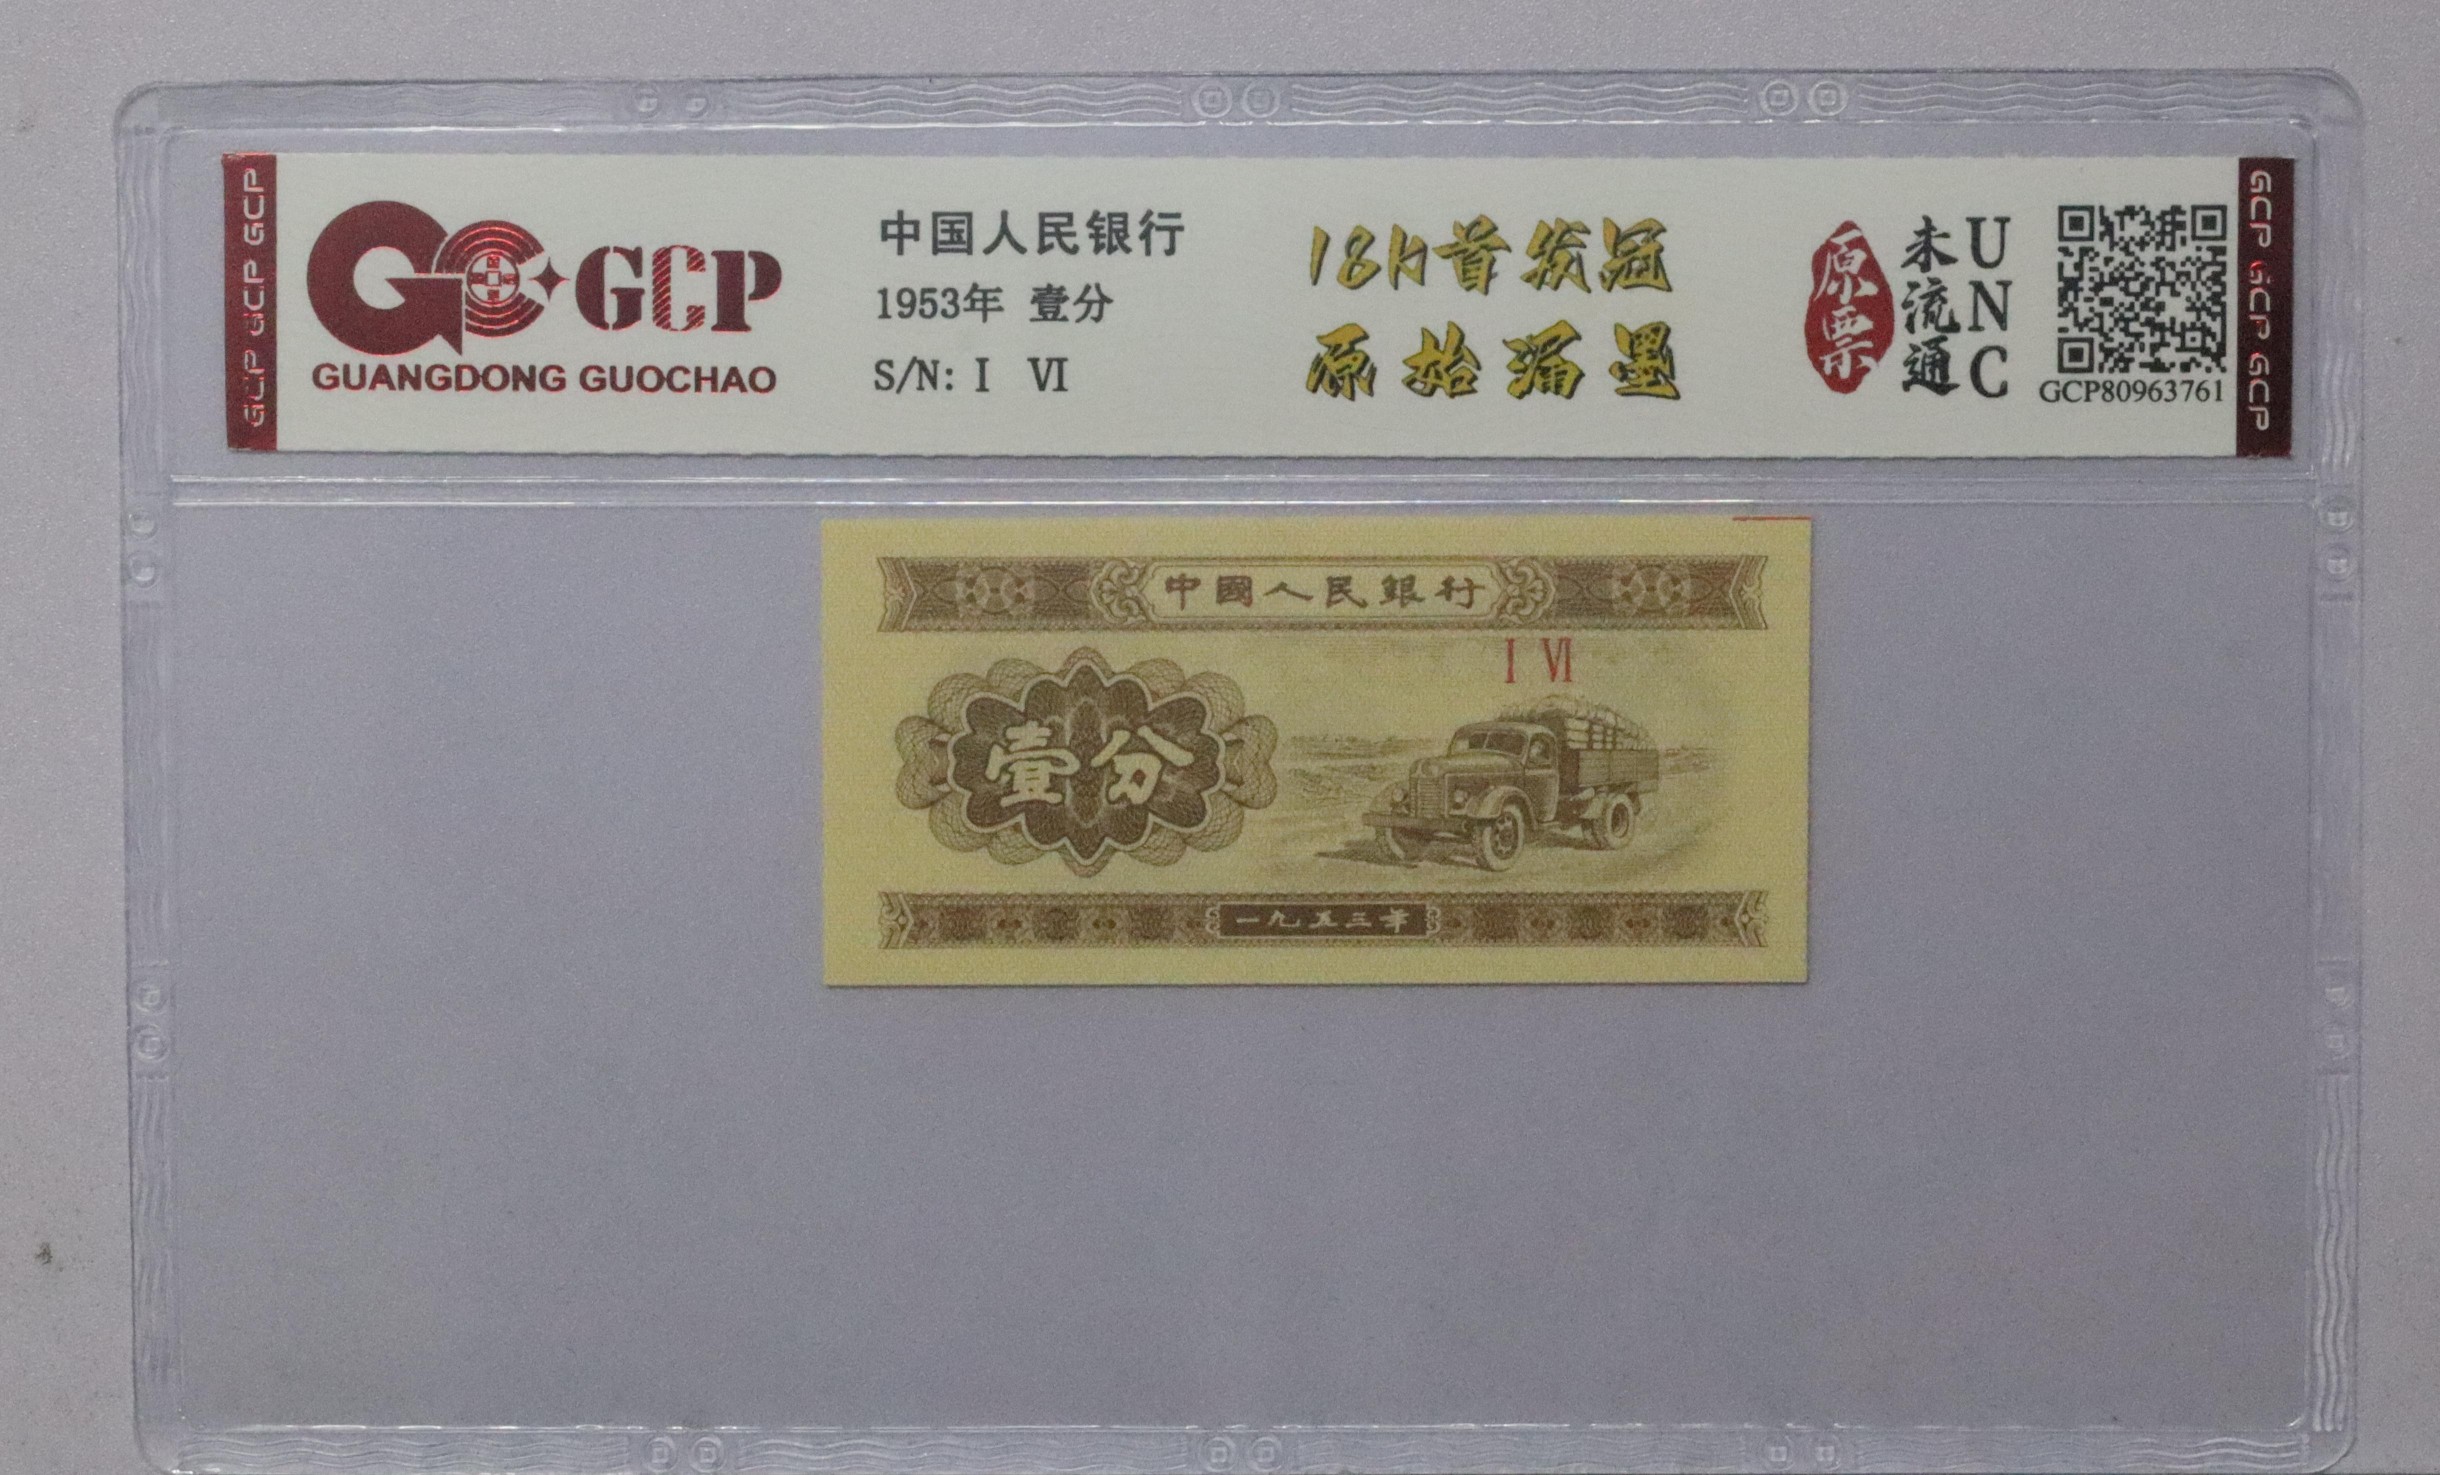 GCP GCP GCP
GCP
GUANGDONG GUOCHAO
中国人民银行
1953年 壹分
S/N: I VI
18h首发冠
原始漏墨
原票
未流通
UNC
GCP80963761
GCP GCP GCP
中國人民銀行
I VI
壹分
一九五三年